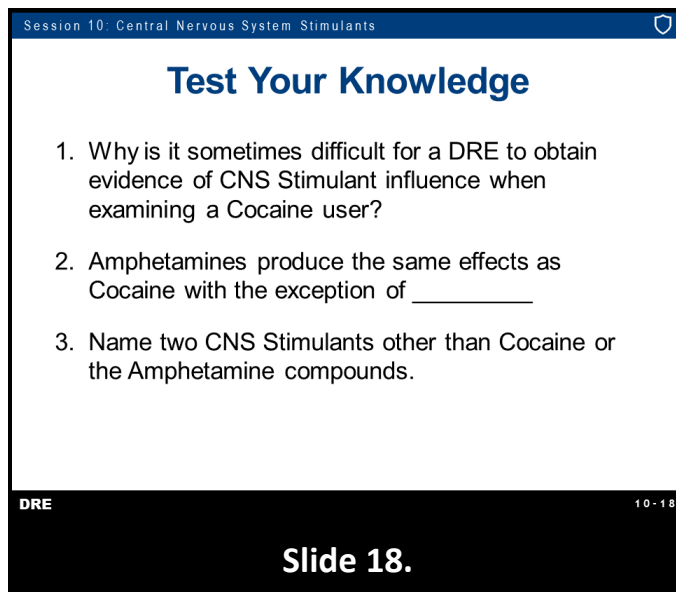 Session 10: Central Nervous System Stimulants
Test Your Knowledge
1. Why is it sometimes difficult for a DRE to obtain
evidence of CNS Stimulant influence when
examining a Cocaine user?
2. Amphetamines produce the same effects as
Cocaine with the exception of __________
3. Name two CNS Stimulants other than Cocaine or
the Amphetamine compounds.
DRE
10-18
Slide 18.